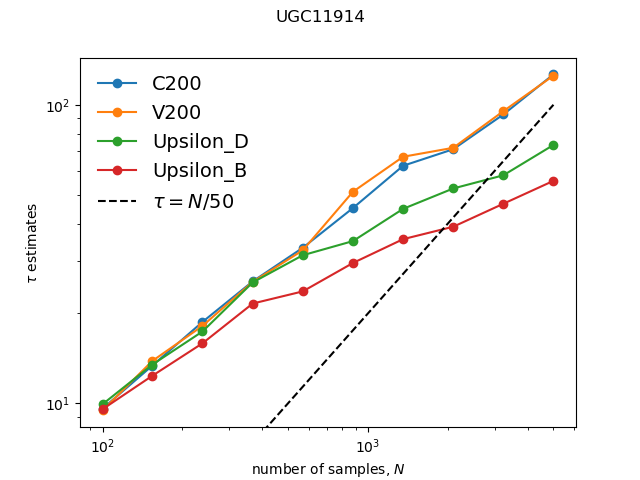 UGC11914
C200
V200
Upsilon_D
Upsilon_B
τ = N/50
τ estimates
10²
10¹
10² 10³
number of samples, N